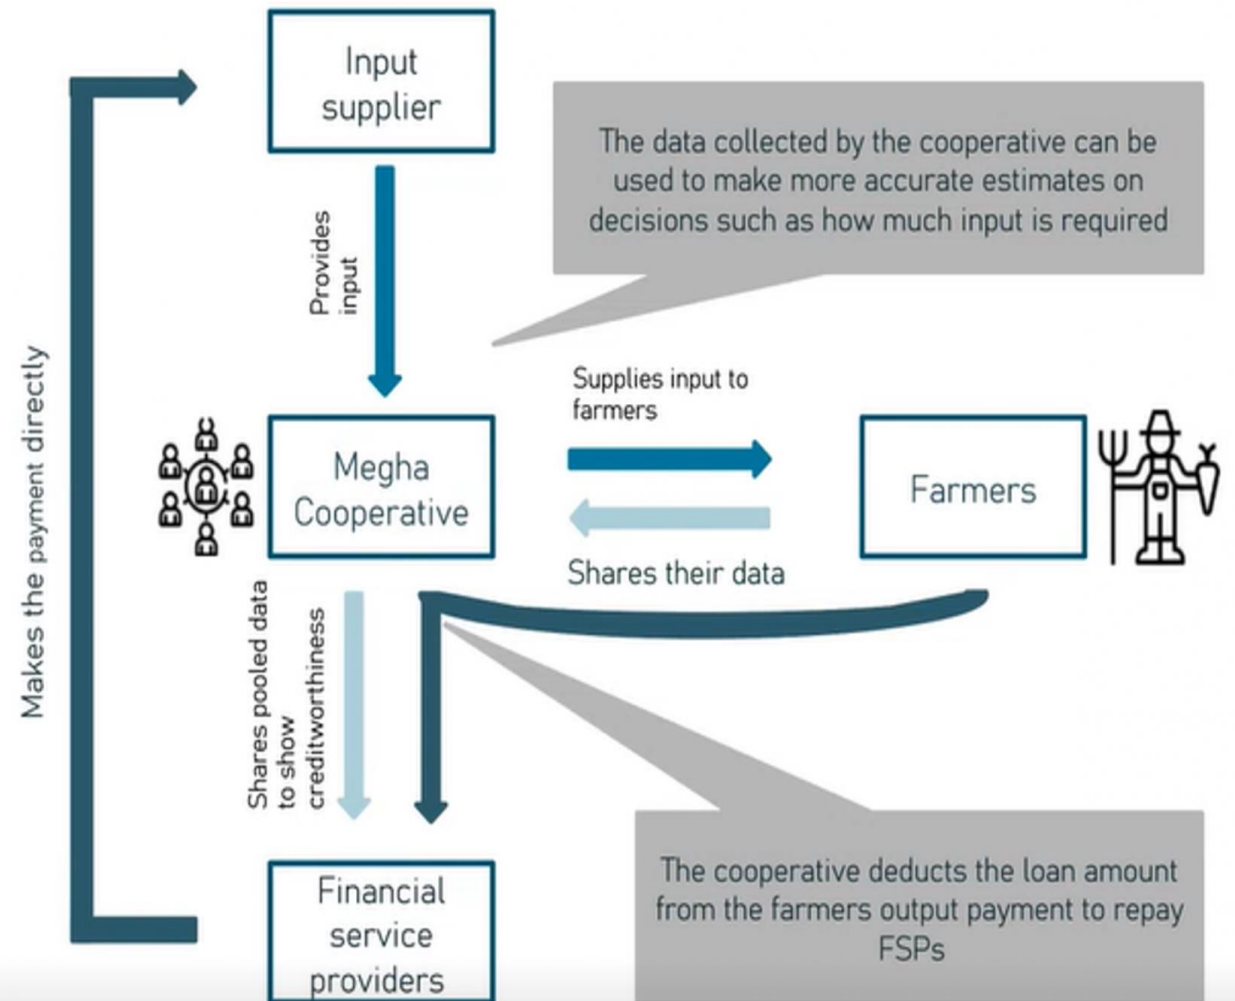 Input
supplier
The data collected by the cooperative can be
used to make more accurate estimates on
decisions such as how much input is required
Provides
input
Makes the payment directly
Supplies input to
farmers
Megha
Cooperative
Farmers
Shares their data
Shares pooled data
to show
creditworthiness
Financial
service
providers
The cooperative deducts the loan amount
from the farmers output payment to repay
FSPs